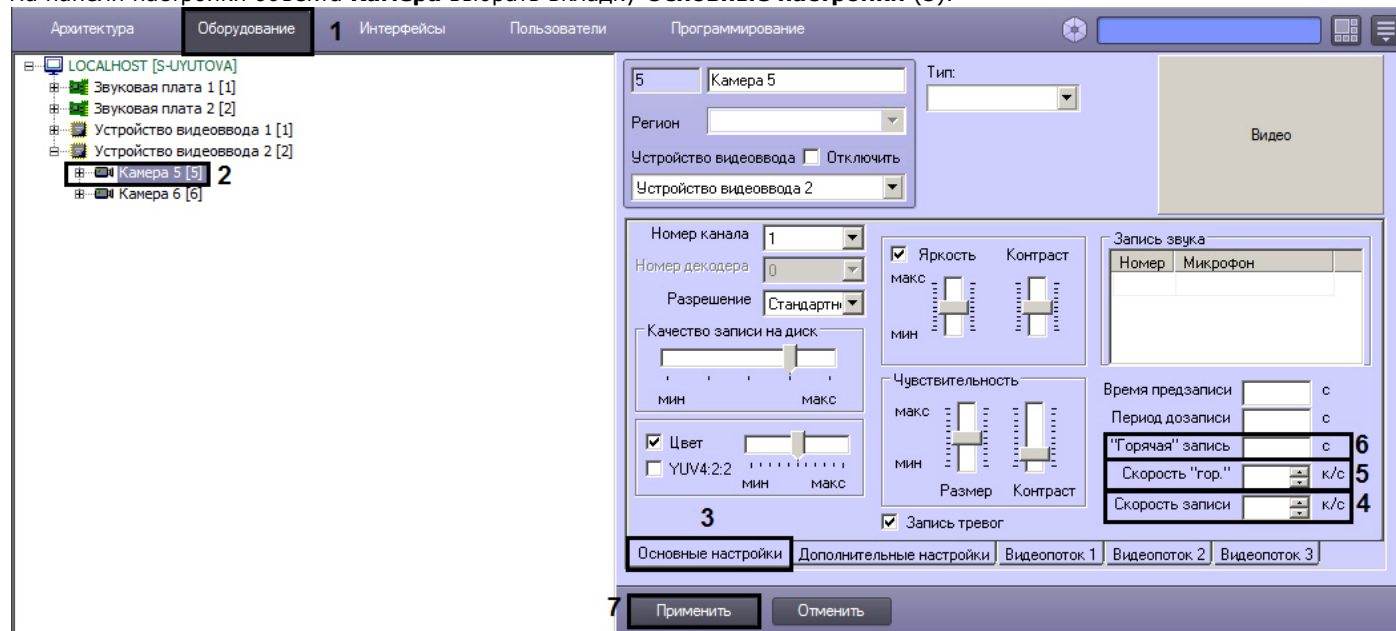 на панели настройки объекта Камера выбрать вкладку Основные настройки (3).
Архитектура Оборудование 1 Интерфейсы Пользователи Программирование
LOCALHOST [S-UYUTOVA]
Звуковая плата 1 [1]
Звуковая плата 2 [2]
Устройство видеоввода 1 [1]
Устройство видеоввода 2 [2]
Камера 5 [5] 2
Камера 6 [6]
5 Камера 5
Тип:
Регион
Устройство видеоввода Отключить
Устройство видеоввода 2
Видео
Номер канала 1
Номер декодера 0
Разрешение Стандартн
Качество записи на диск
мин макс
Цвет
YUV4:2:2
мин макс
Яркость Контраст
макс
мин
Чувствительность
макс
мин
Размер Контраст
Запись тревог
Запись звука
Номер Микрофон
Время предзаписи с
Период дозаписи с
"Горячая" запись с 6
Скорость "гор." к/с 5
Скорость записи к/с 4
3
Основные настройки Дополнительные настройки Видеопоток 1 Видеопоток 2 Видеопоток 3
7 Применить Отменить